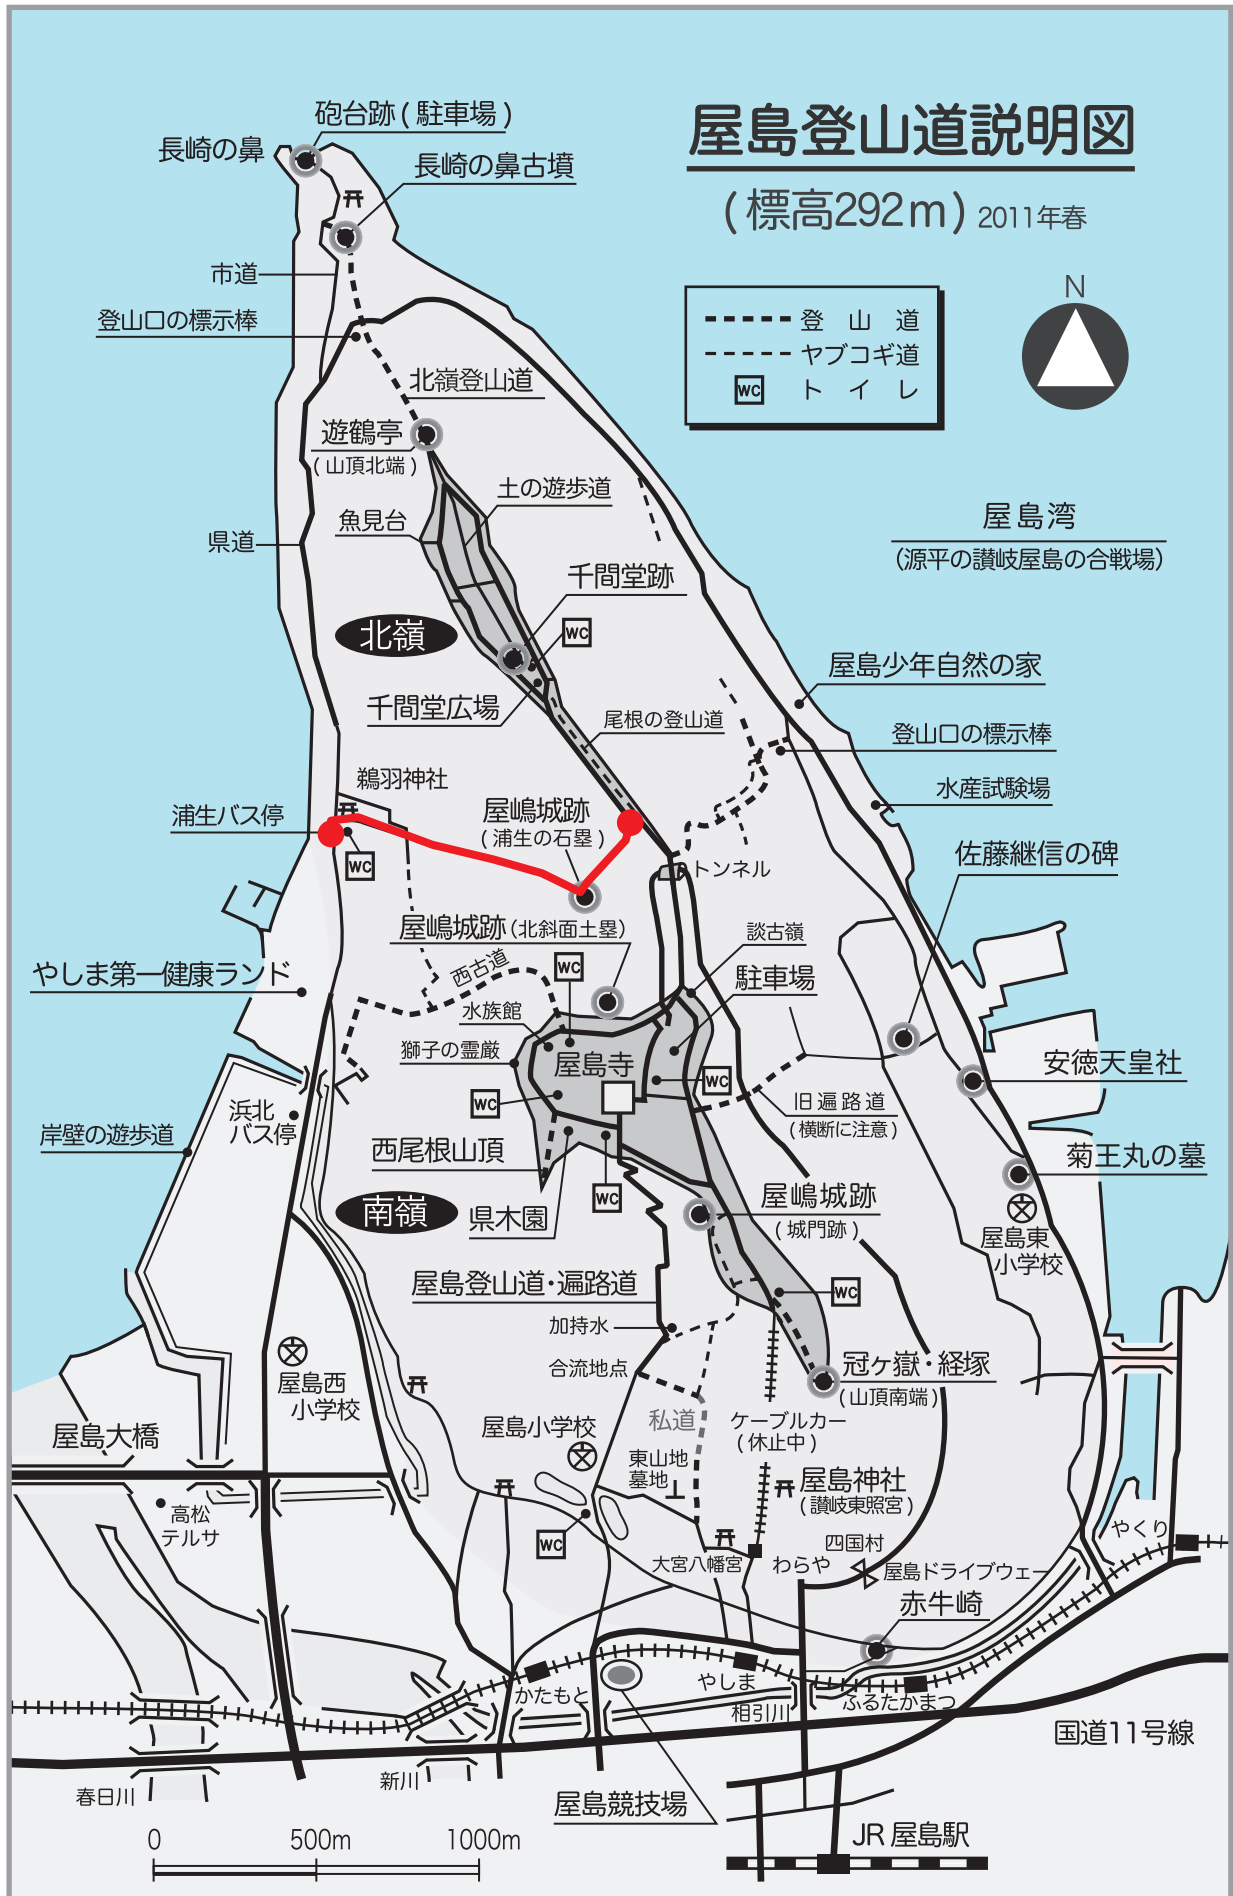 屋島登山道説明図
(標高292m) 2011年春
砲台跡(駐車場)
長崎の鼻
長崎の鼻古墳
市道
登山口の標示棒
N
登山道
ヤブコギ道
WC トイレ
北嶺登山道
遊鶴亭
(山頂北端)
土の遊歩道
魚見台
県道
屋島湾
(源平の讃岐屋島の合戦場)
千間堂跡
北嶺
WC
屋島少年自然の家
千間堂広場
尾根の登山道
登山口の標示棒
鵜羽神社
水産試験場
浦生バス停
屋嶋城跡
(浦生の石塁)
WC
トンネル
佐藤継信の碑
屋嶋城跡(北斜面土塁)
談古嶺
西古道
WC
駐車場
やしま第一健康ランド
水族館
獅子の霊巌
屋島寺
安徳天皇社
WC
WC
旧遍路道
(横断に注意)
浜北
バス停
岸壁の遊歩道
西尾根山頂
菊王丸の墓
WC
屋嶋城跡
(城門跡)
南嶺
県木園
屋島東
小学校
屋島登山道・遍路道
WC
加持水
合流地点
冠ヶ嶽・経塚
(山頂南端)
屋島西
小学校
私道
ケーブルカー
(休止中)
屋島大橋
屋島小学校
東山地
墓地
屋島神社
(讃岐東照宮)
高松
テルサ
WC
大宮八幡宮
わらや
四国村
屋島ドライブウェー
やくり
赤牛崎
かたもと
やしま
相引川
ふるたかまつ
国道11号線
春日川
新川
屋島競技場
JR屋島駅
0 500m 1000m